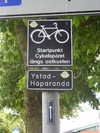 Startpunkt
Cykelspåret
längs ostkusten
Ystad-
Haparanda